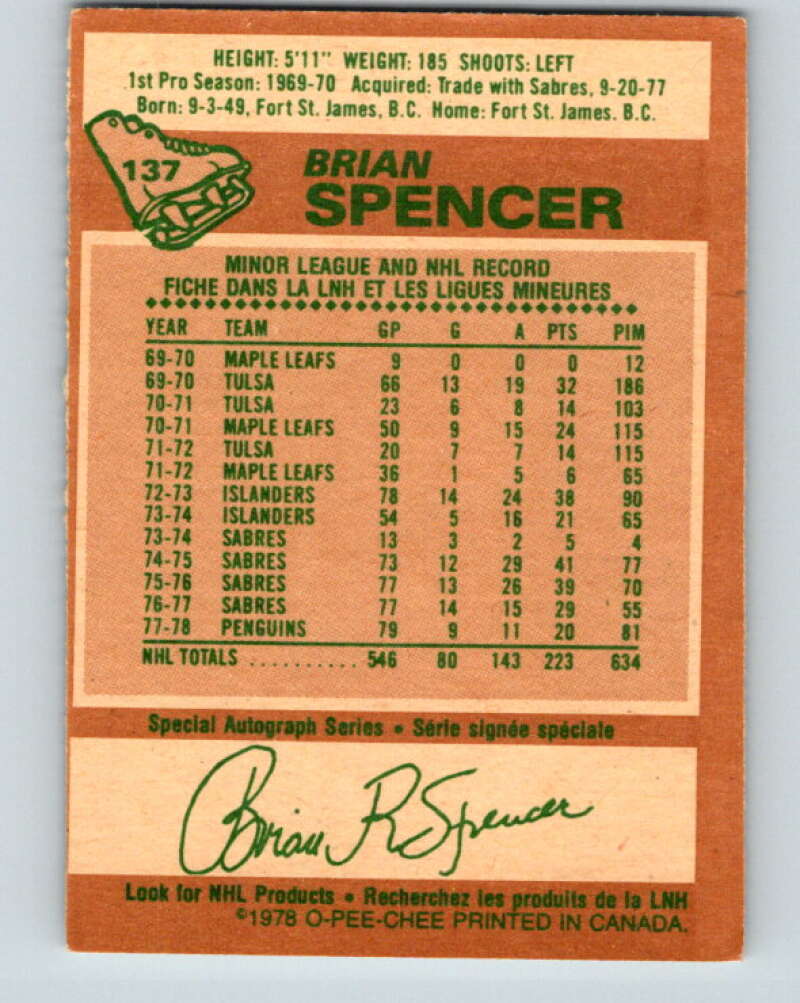 HEIGHT: 5'11" WEIGHT: 185 SHOOTS: LEFT
1st Pro Season: 1969-70 Acquired: Trade with Sabres, 9-20-77
Born: 9-3-49, Fort St. James, B.C. Home: Fort St. James. B.C.
137
BRIAN
SPENCER
MINOR LEAGUE AND NHL RECORD
FICHE DANS LA LNH ET LES LIGUES MINEURES
YEAR TEAM GP G A PTS PIM
69-70 MAPLE LEAFS 9 0 0 0 12
69-70 TULSA 66 13 19 32 186
70-71 TULSA 23 6 8 14 103
70-71 MAPLE LEAFS 50 9 15 24 115
71-72 TULSA 20 7 7 14 115
71-72 MAPLE LEAFS 36 1 5 6 65
72-73 ISLANDERS 78 14 24 38 90
73-74 ISLANDERS 54 5 16 21 65
73-74 SABRES 13 3 2 5 4
74-75 SABRES 73 12 29 41 77
75-76 SABRES 77 13 26 39 70
76-77 SABRES 77 14 15 29 55
77-78 PENGUINS 79 9 11 20 81
NHL TOTALS .......... 546 80 143 223 634
Special Autograph Series • Série signée spéciale
Brian R Spencer
Look for NHL Products • Recherchez les produits de la LNH
©1978 O-PEE-CHEE PRINTED IN CANADA.